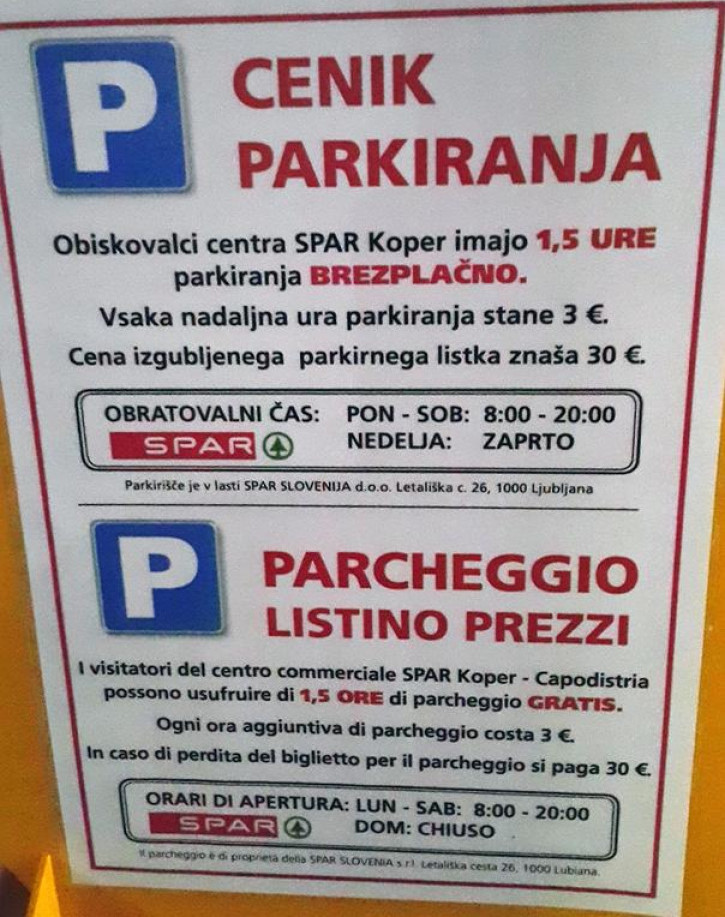 P
CENIK
PARKIRANJA
Obiskovalci centra SPAR Koper imajo 1,5 URE
parkiranja BREZPLAČNO.
Vsaka nadaljna ura parkiranja stane 3 €.
Cena izgubljenega parkirnega listka znaša 30 €.
OBRATOVALNI ČAS: PON - SOB: 8:00 - 20:00
SPAR NEDELJA: ZAPRTO
Parkirišče je v lasti SPAR SLOVENIJA d.o.o. Letališka c. 26, 1000 Ljubljana
P
PARCHEGGIO
LISTINO PREZZI
I visitatori del centro commerciale SPAR Koper - Capodistria
possono usufruire di 1,5 ORE di parcheggio GRATIS.
Ogni ora aggiuntiva di parcheggio costa 3 €.
In caso di perdita del biglietto per il parcheggio si paga 30 €.
ORARI DI APERTURA: LUN - SAB: 8:00 - 20:00
SPAR DOM: CHIUSO
Il parcheggio è di proprietà della SPAR SLOVENIA s.r.l. Letališka cesta 26, 1000 Lubiana.